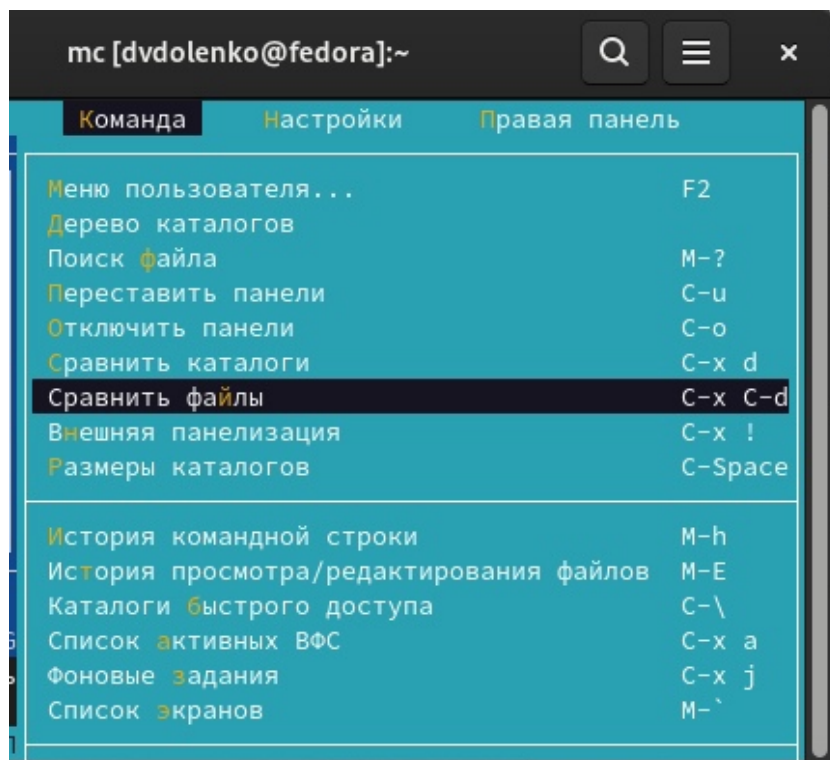 mc [dvdolenko@fedora]:~
Команда Настройки Правая панель
Меню пользователя... F2
Дерево каталогов
Поиск файла M-?
Переставить панели C-u
Отключить панели C-o
Сравнить каталоги C-x d
Сравнить файлы C-x C-d
Внешняя панелизация C-x !
Размеры каталогов C-Space
История командной строки M-h
История просмотра/редактирования файлов M-E
Каталоги быстрого доступа C-\
Список активных ВФС C-x a
Фоновые задания C-x j
Список экранов M-`